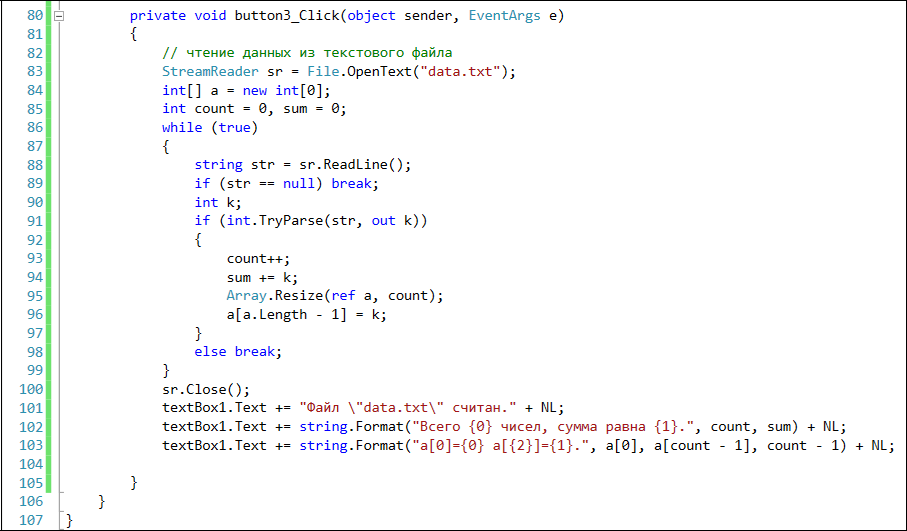 80 private void button3_Click(object sender, EventArgs e)
81 {
82 // чтение данных из текстового файла
83 StreamReader sr = File.OpenText("data.txt");
84 int[] a = new int[0];
85 int count = 0, sum = 0;
86 while (true)
87 {
88 string str = sr.ReadLine();
89 if (str == null) break;
90 int k;
91 if (int.TryParse(str, out k))
92 {
93 count++;
94 sum += k;
95 Array.Resize(ref a, count);
96 a[a.Length - 1] = k;
97 }
98 else break;
99 }
100 sr.Close();
101 textBox1.Text += "Файл \"data.txt\" считан." + NL;
102 textBox1.Text += string.Format("Всего {0} чисел, сумма равна {1}.", count, sum) + NL;
103 textBox1.Text += string.Format("a[0]={0} a[{2}]={1}.", a[0], a[count - 1], count - 1) + NL;
104
105 }
106 }
107 }